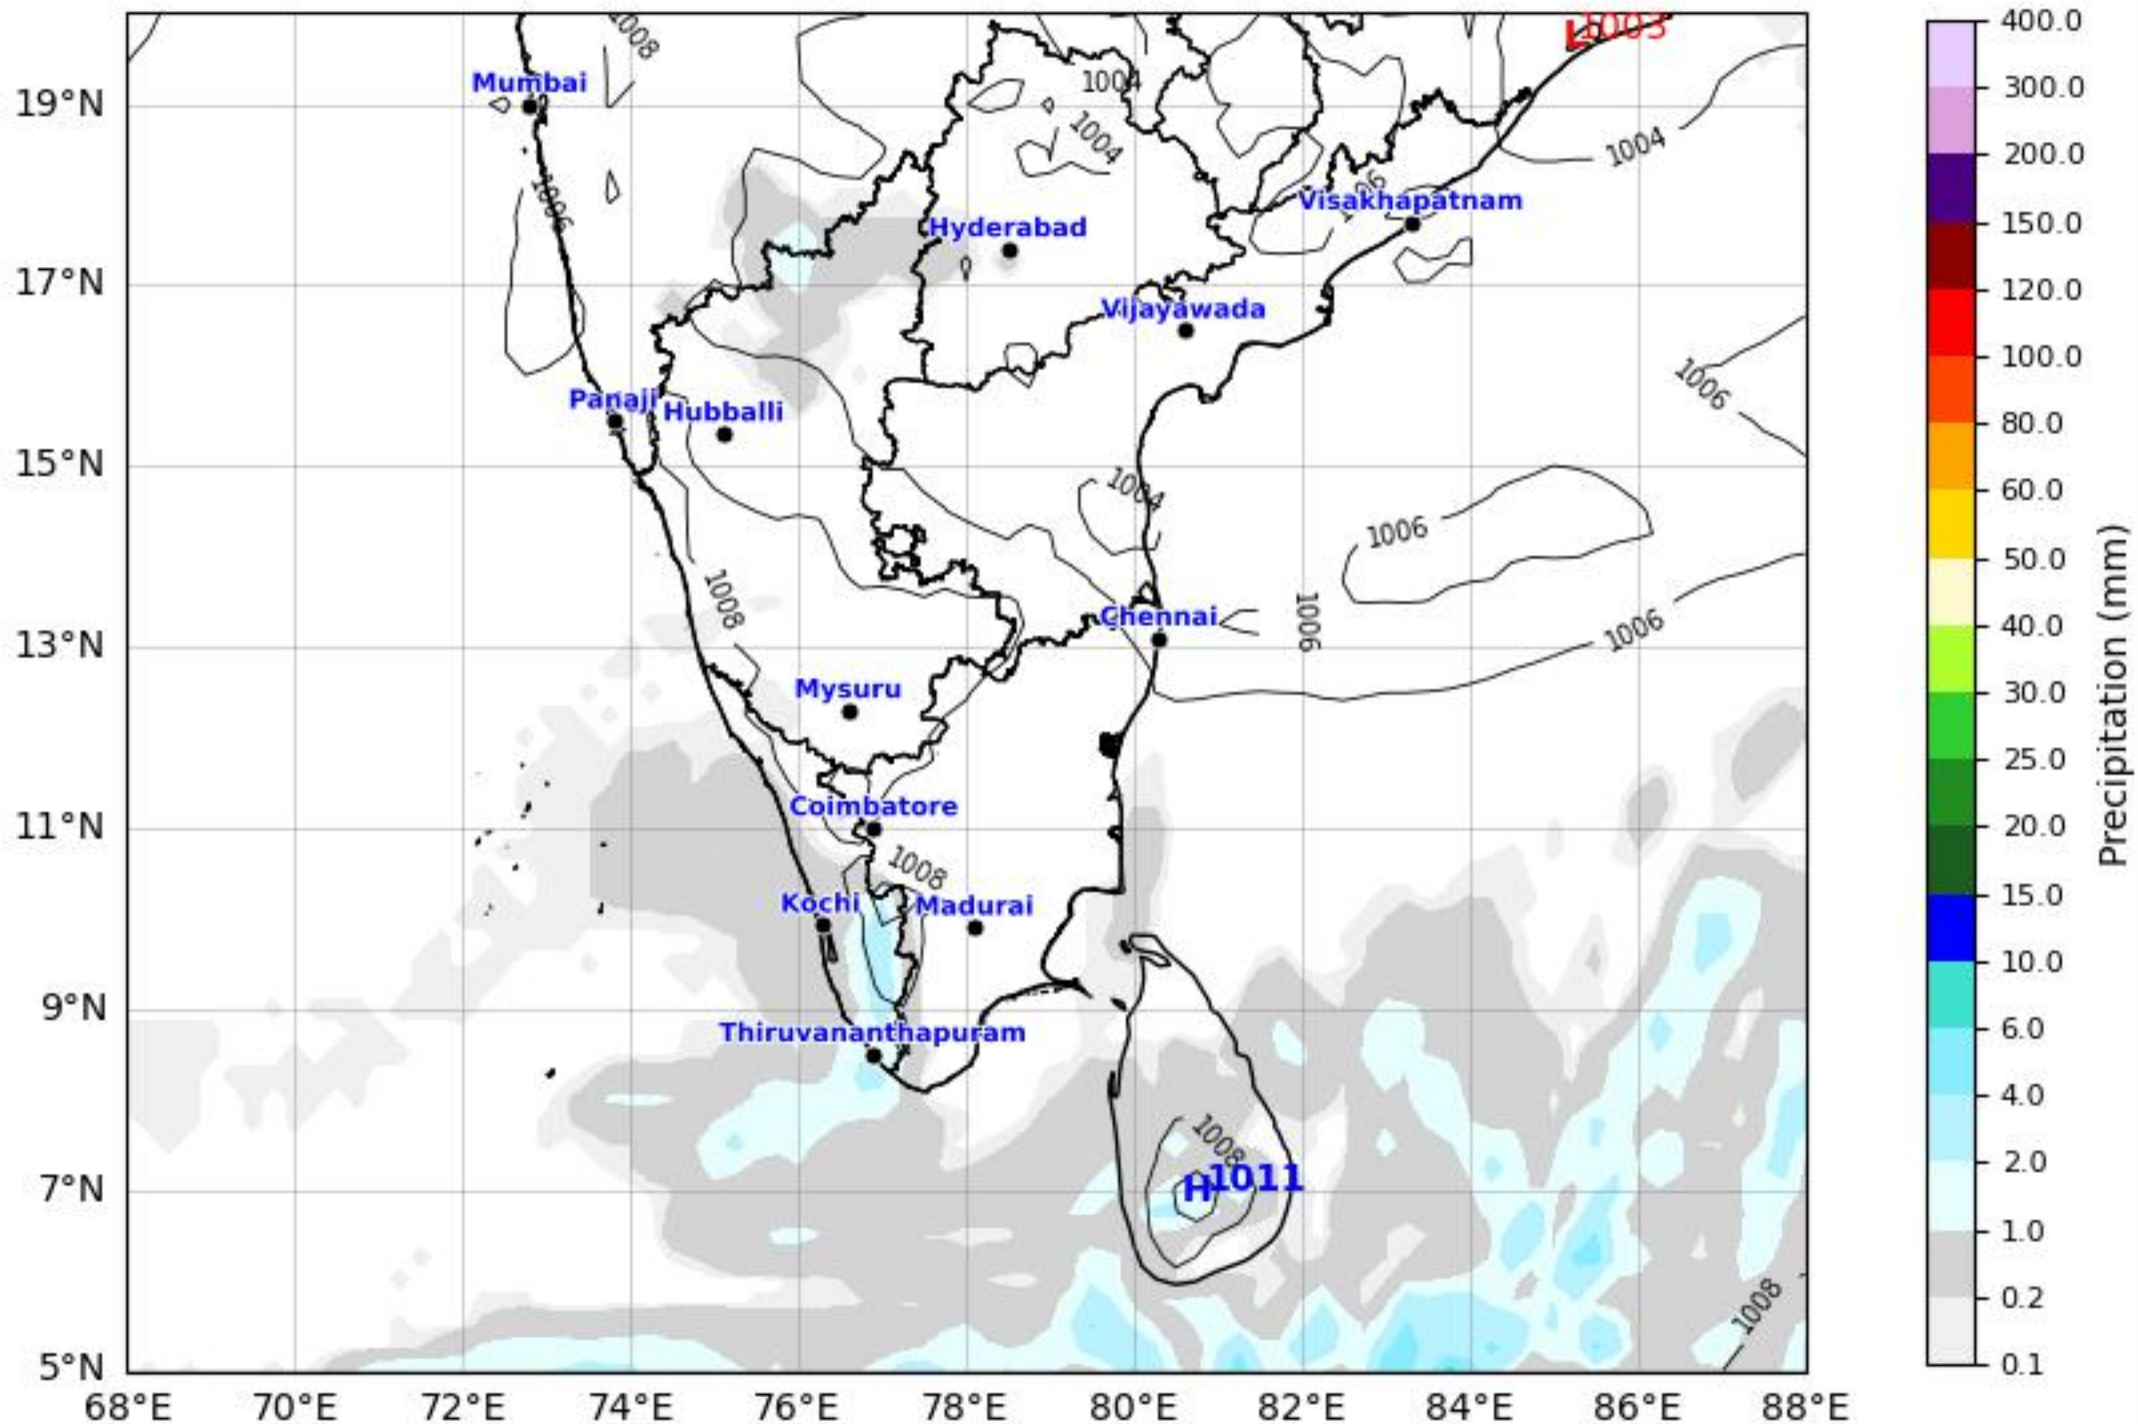 1008
1004
L1003
400.0
300.0
200.0
150.0
120.0
100.0
80.0
60.0
50.0
40.0
30.0
25.0
20.0
15.0
10.0
6.0
4.0
2.0
1.0
0.2
0.1
Precipitation (mm)
19°N
17°N
15°N
13°N
11°N
9°N
7°N
5°N
Mumbai
1004
1004
1006
Visakhapatnam
Hyderabad
Vijayawada
1006
Panaji
Hubballi
1004
1006
1008
Chennai
1006
1006
Mysuru
Coimbatore
1008
Kochi
Madurai
Thiruvananthapuram
1008
H1011
1008
68°E
70°E
72°E
74°E
76°E
78°E
80°E
82°E
84°E
86°E
88°E